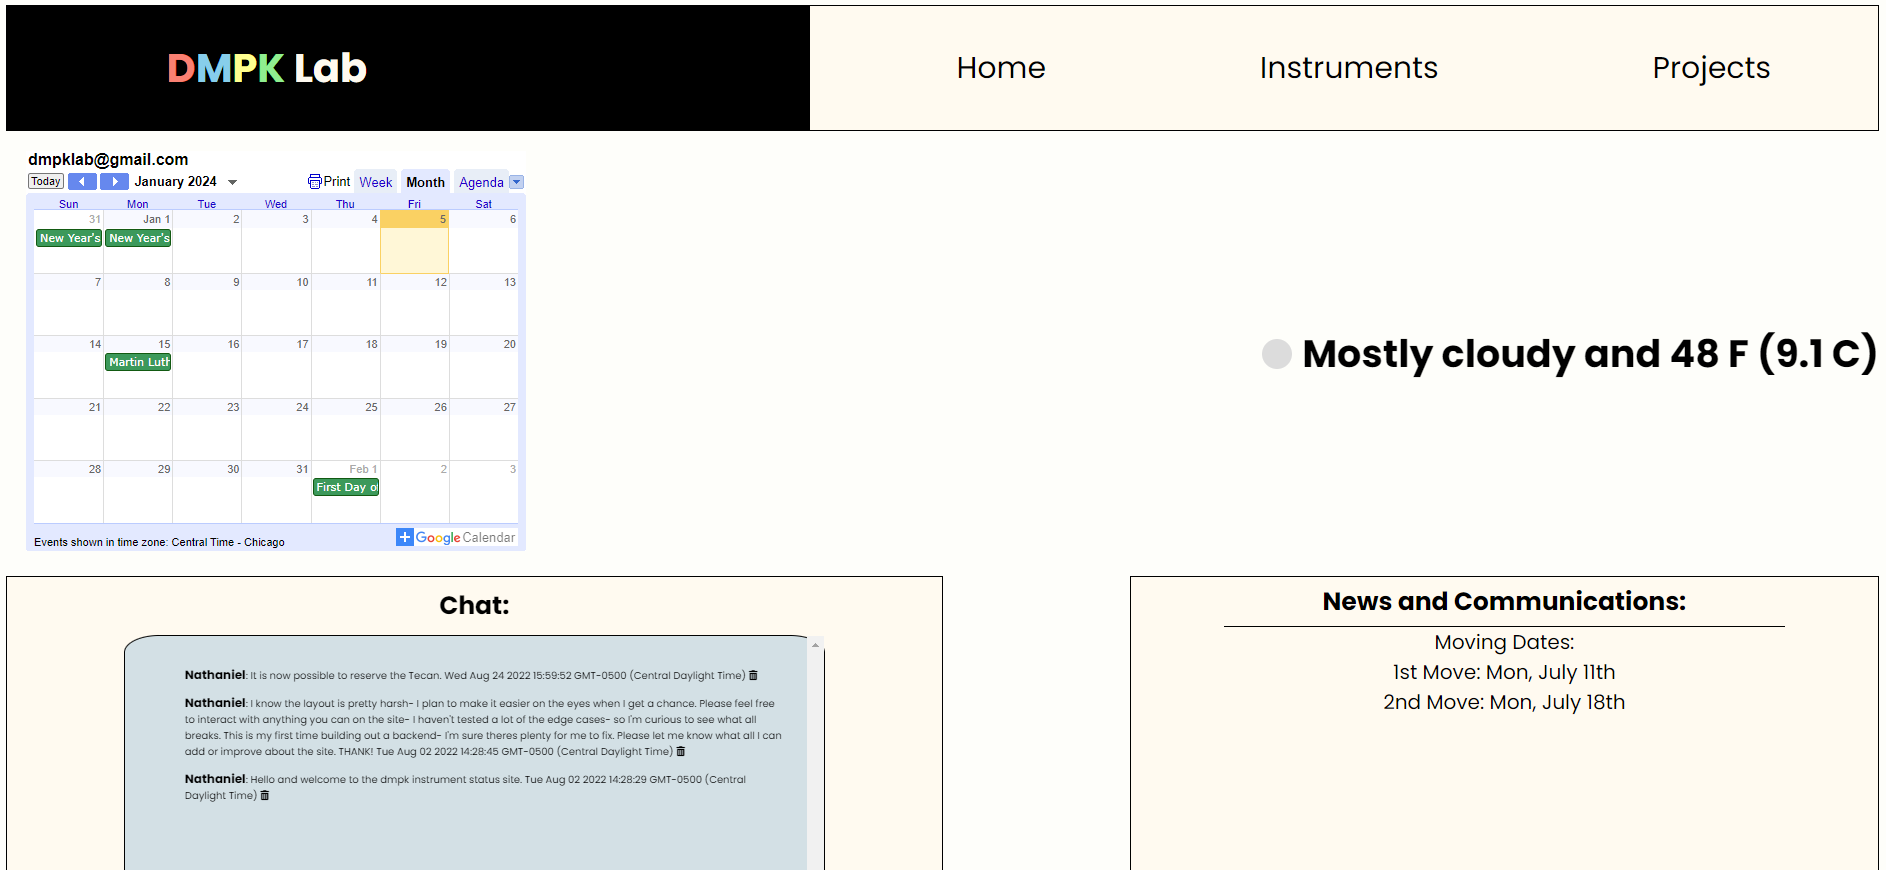 DMPK Lab
Home Instruments Projects
dmpklab@gmail.com
Today January 2024 Print Week Month Agenda
Sun Mon Tue Wed Thu Fri Sat
31 Jan 1 2 3 4 5 6
New Year's New Year's
7 8 9 10 11 12 13
14 15 16 17 18 19 20
Martin Luth
21 22 23 24 25 26 27
28 29 30 31 Feb 1 2 3
First Day of
Events shown in time zone: Central Time - Chicago
+ Google Calendar
Mostly cloudy and 48 F (9.1 C)
Chat:
Nathaniel: It is now possible to reserve the Tecan. Wed Aug 24 2022 15:59:52 GMT-0500 (Central Daylight Time)
Nathaniel: I know the layout is pretty harsh- I plan to make it easier on the eyes when I get a chance. Please feel free
to interact with anything you can on the site- I haven't tested a lot of the edge cases- so I'm curious to see what all
breaks. This is my first time building out a backend- I'm sure theres plenty for me to fix. Please let me know what all I can
add or improve about the site. THANK! Tue Aug 02 2022 14:28:45 GMT-0500 (Central Daylight Time)
Nathaniel: Hello and welcome to the dmpk instrument status site. Tue Aug 02 2022 14:28:29 GMT-0500 (Central
Daylight Time)
News and Communications:
Moving Dates:
1st Move: Mon, July 11th
2nd Move: Mon, July 18th